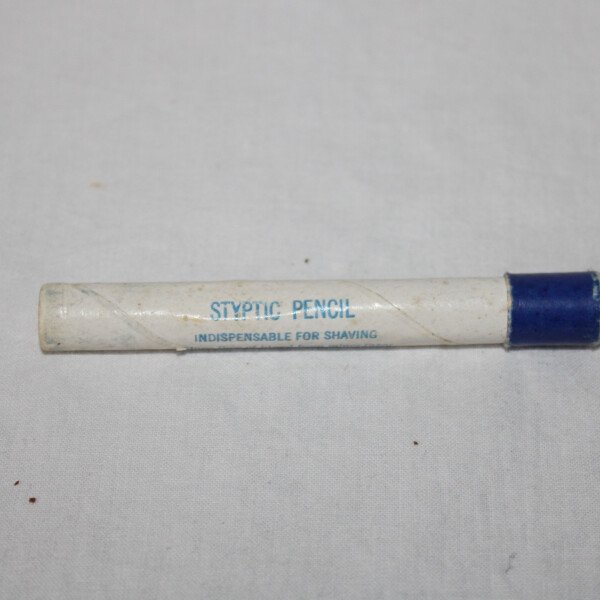 STYPTIC PENCIL
INDISPENSABLE FOR SHAVING